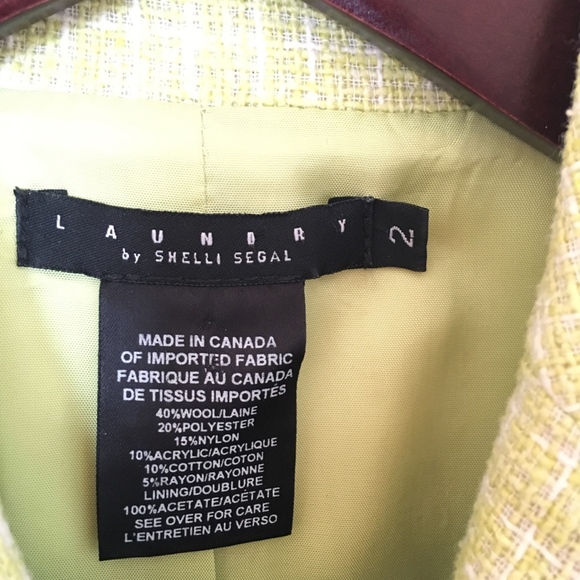 LAUNDRY
by SHELLI SEGAL
2
MADE IN CANADA
OF IMPORTED FABRIC
FABRIQUE AU CANADA
DE TISSUS IMPORTÉS
40%WOOL/LAINE
20%POLYESTER
15%NYLON
10%ACRYLIC/ACRYLIQUE
10%COTTON/COTON
5%RAYON/RAYONNE
LINING/DOUBLURE
100%ACETATE/ACÉTATE
SEE OVER FOR CARE
L'ENTRETIEN AU VERSO